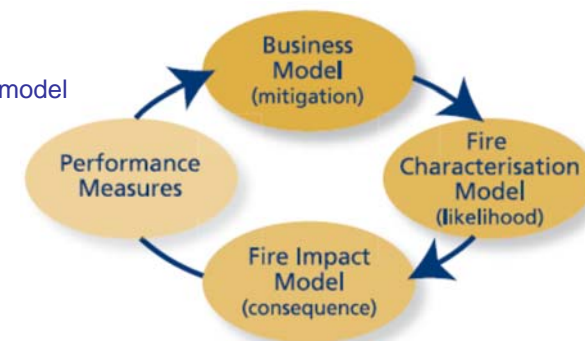 model
Business
Model
(mitigation)
Fire
Characterisation
Model
(likelihood)
Performance
Measures
Fire Impact
Model
(consequence)